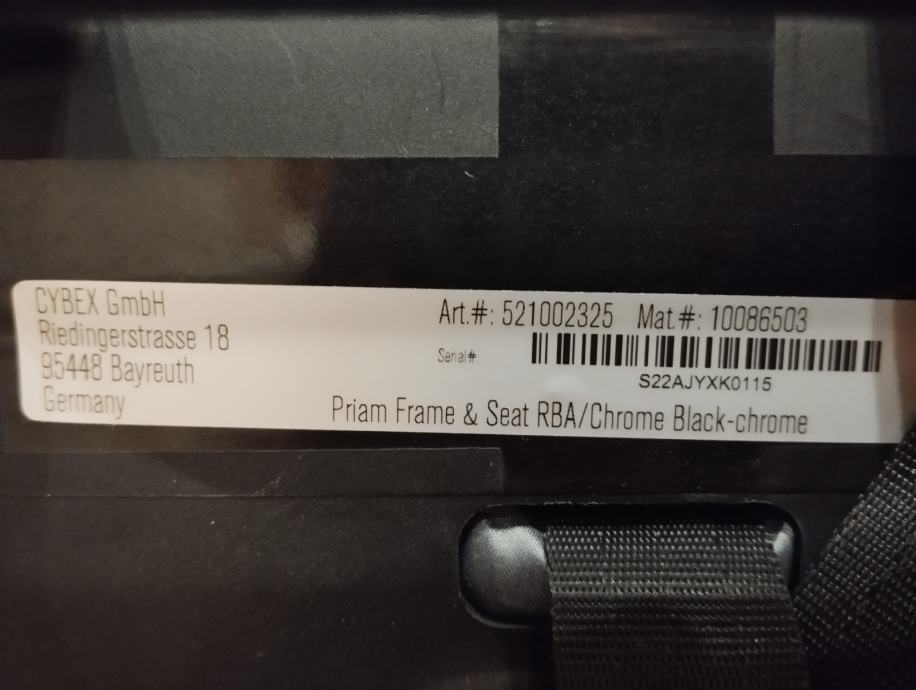 CYBEX GmbH
Riedingerstrasse 18
95448 Bayreuth
Germany
Art.#: 521002325 Mat.#: 10086503
Serial#:
S22AJYXK0115
Priam Frame & Seat RBA/Chrome Black-chrome